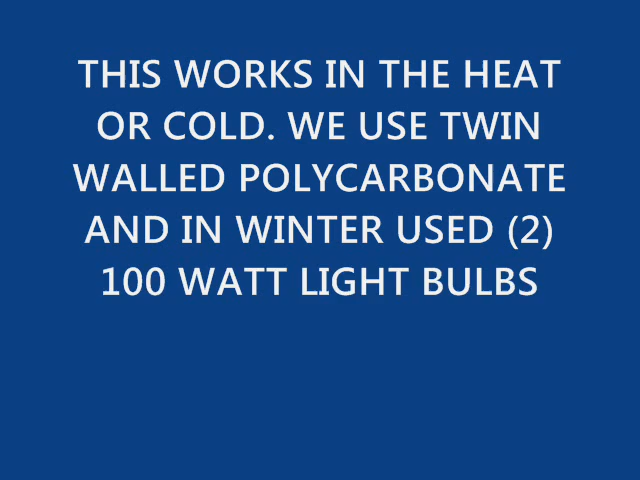 THIS WORKS IN THE HEAT
OR COLD. WE USE TWIN
WALLED POLYCARBONATE
AND IN WINTER USED (2)
100 WATT LIGHT BULBS